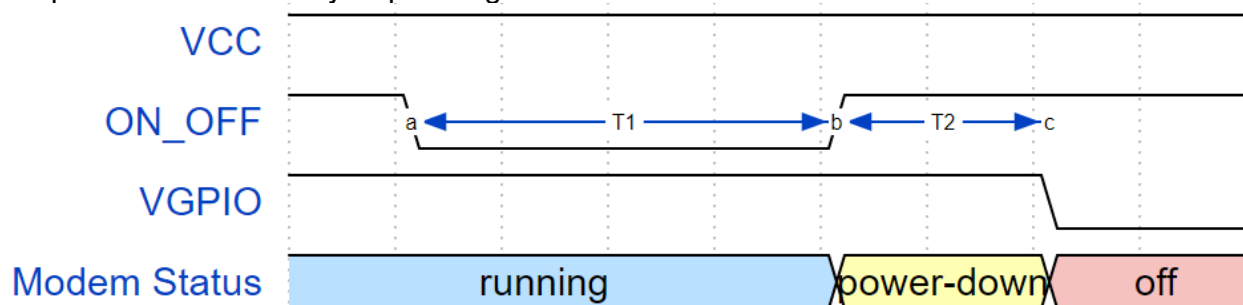 VCC
ON_OFF a T1 b T2 c
VGPIO
Modem Status running power-down off